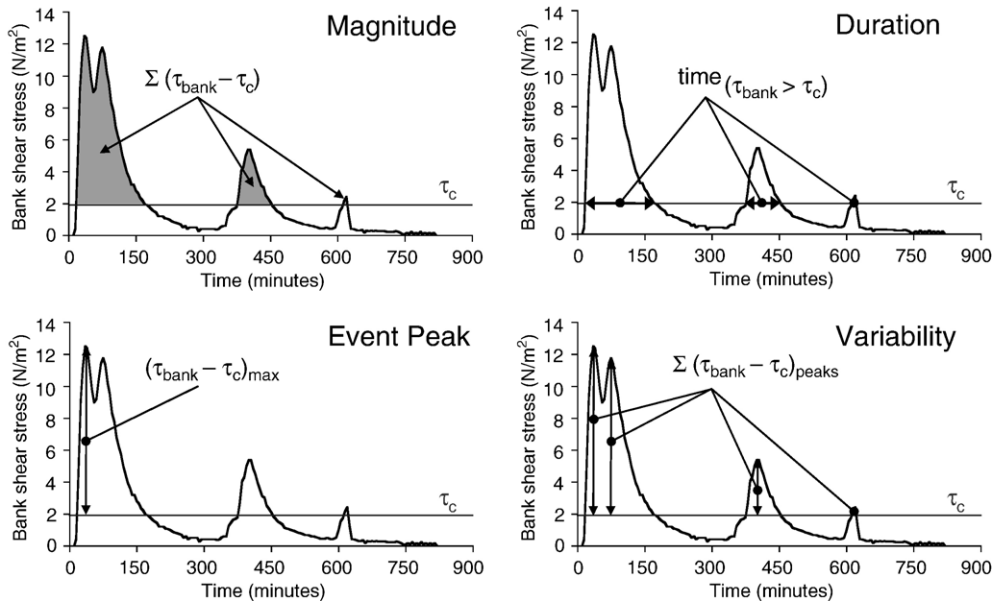 Magnitude
Bank shear stress (N/m²)
14
12
10
8
6
4
2
0
Σ (τbank – τc)
τc
0 150 300 450 600 750 900
Time (minutes)
Duration
Bank shear stress (N/m²)
14
12
10
8
6
4
2
0
time (τbank > τc)
τc
0 150 300 450 600 750 900
Time (minutes)
Event Peak
Bank shear stress (N/m²)
14
12
10
8
6
4
2
0
(τbank – τc)max
τc
0 150 300 450 600 750 900
Time (minutes)
Variability
Bank shear stress (N/m²)
14
12
10
8
6
4
2
0
Σ (τbank – τc)peaks
τc
0 150 300 450 600 750 900
Time (minutes)